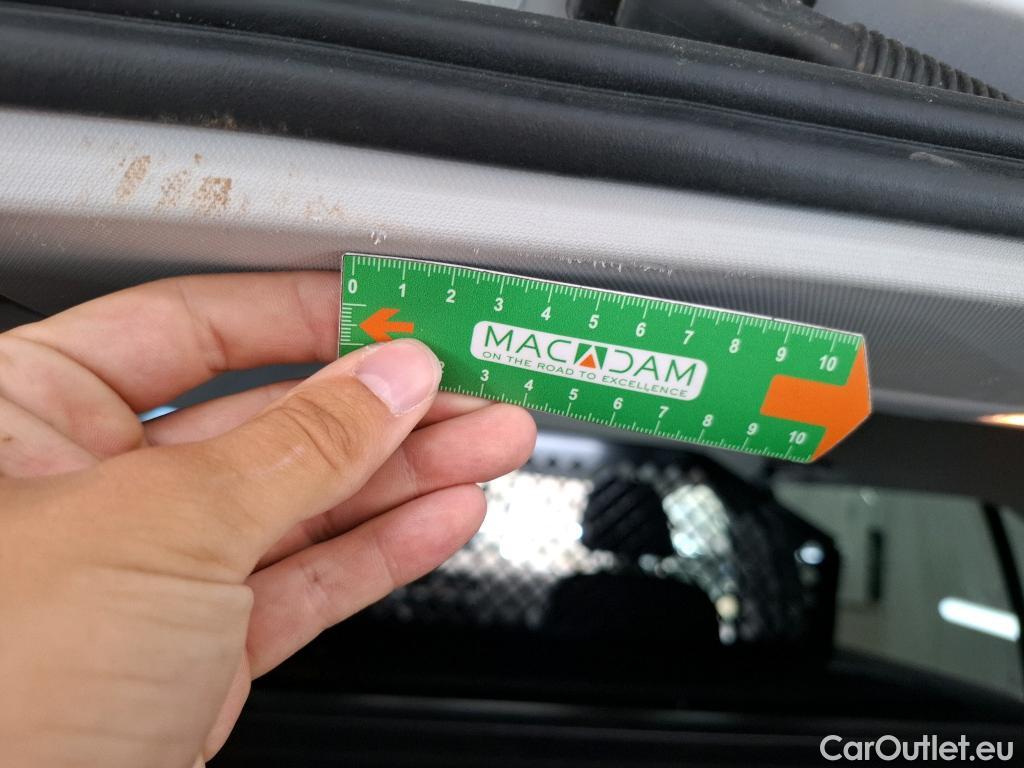 0 1 2 3 4 5 6 7 8 9 10
MACADAM
ON THE ROAD TO EXCELLENCE
2 3 4 5 6 7 8 9 10
CarOutlet.eu